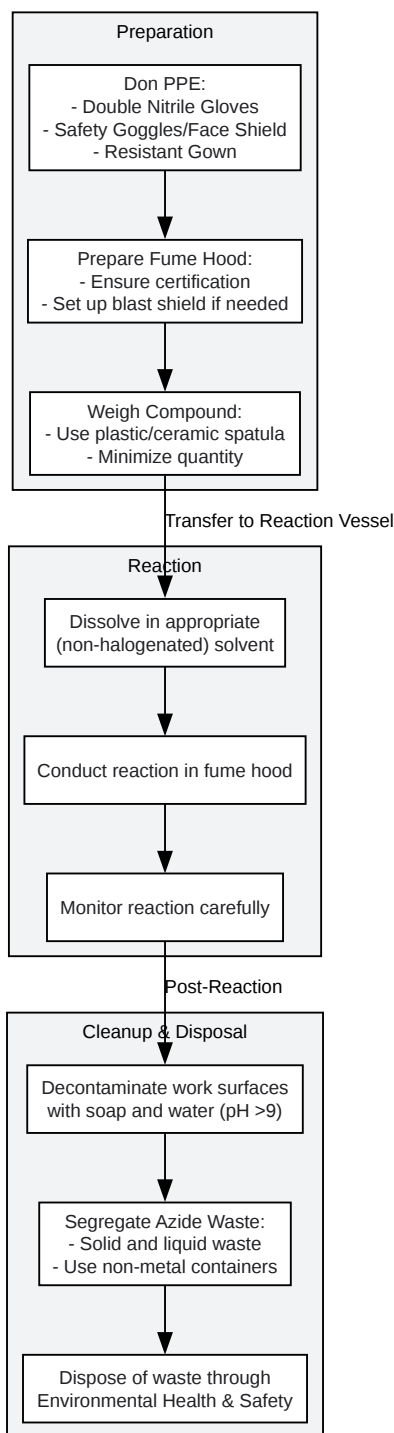 Preparation
Don PPE:
- Double Nitrile Gloves
- Safety Goggles/Face Shield
- Resistant Gown
Prepare Fume Hood:
- Ensure certification
- Set up blast shield if needed
Weigh Compound:
- Use plastic/ceramic spatula
- Minimize quantity
Transfer to Reaction Vessel
Reaction
Dissolve in appropriate
(non-halogenated) solvent
Conduct reaction in fume hood
Monitor reaction carefully
Post-Reaction
Cleanup & Disposal
Decontaminate work surfaces
with soap and water (pH >9)
Segregate Azide Waste:
- Solid and liquid waste
- Use non-metal containers
Dispose of waste through
Environmental Health & Safety